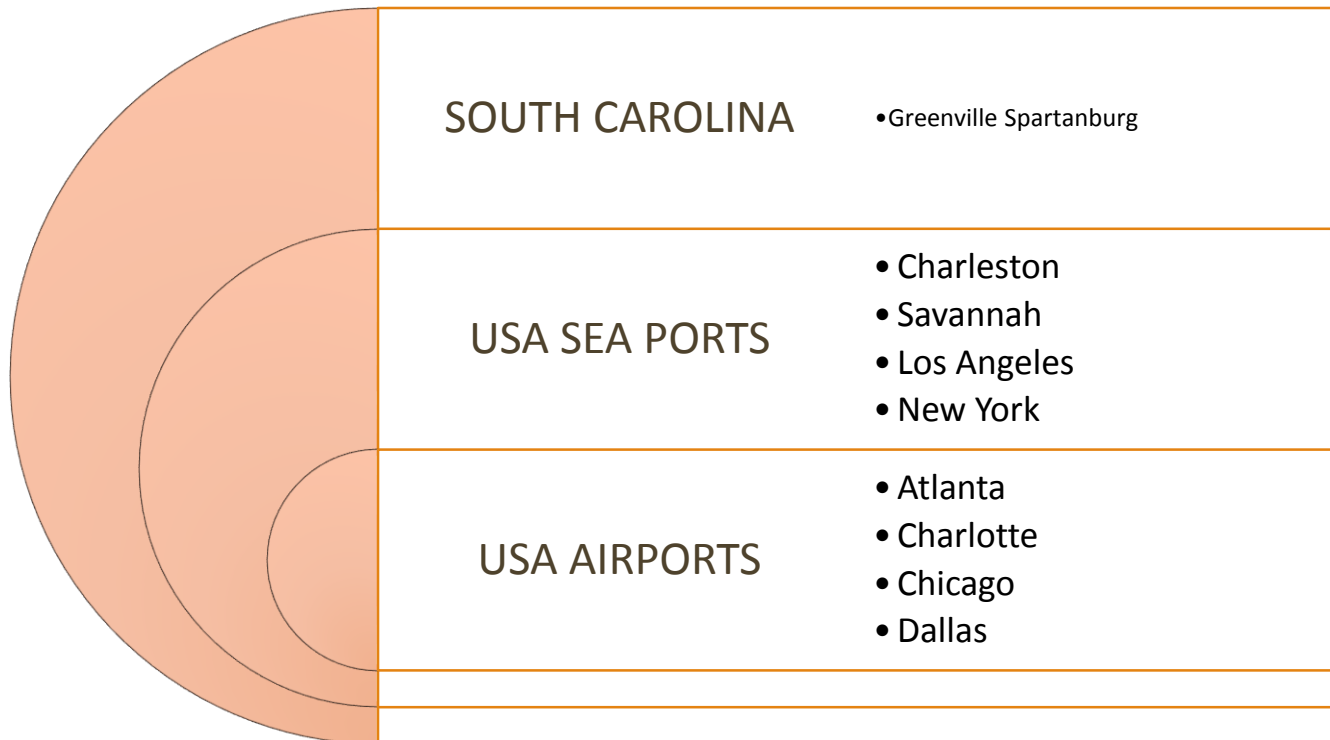 SOUTH CAROLINA
•Greenville Spartanburg
USA SEA PORTS
• Charleston
• Savannah
• Los Angeles
• New York
USA AIRPORTS
• Atlanta
• Charlotte
• Chicago
• Dallas